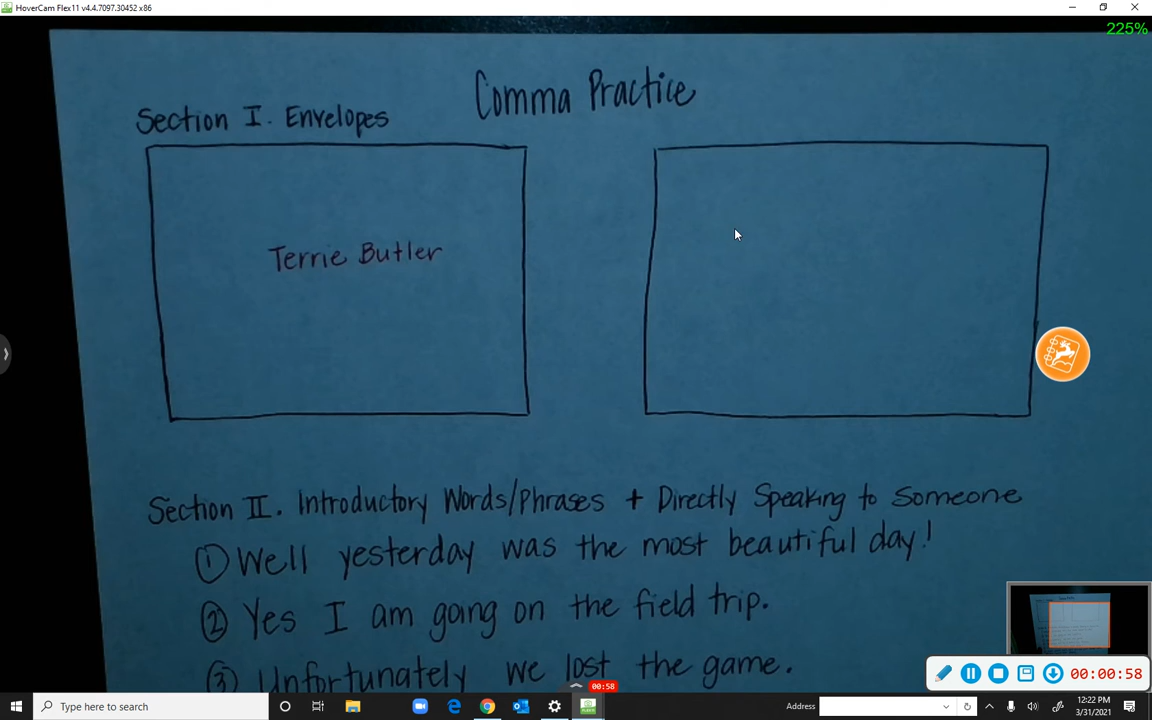 HoverCam Flex11 v4.4.7097.30452 x86
225%
Comma Practice
Section I. Envelopes
Terrie Butler
Section II. Introductory Words/Phrases + Directly Speaking to Someone
① Well yesterday was the most beautiful day!
② Yes I am going on the field trip.
③ Unfortunately we lost the game.
00:00:58
00:58
Type here to search
Address
12:22 PM
3/31/2021